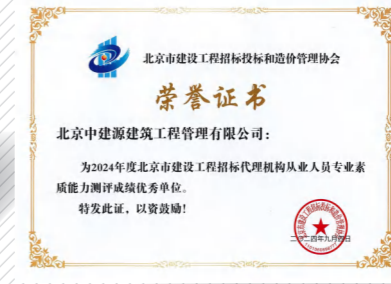 北京市建设工程招标投标和造价管理协会
荣誉证书
北京中建源建筑工程管理有限公司：
为2024年度北京市建设工程招标代理机构从业人员专业素
质能力测评成绩优秀单位。
特发此证，以资鼓励！
二〇二四年九月四日